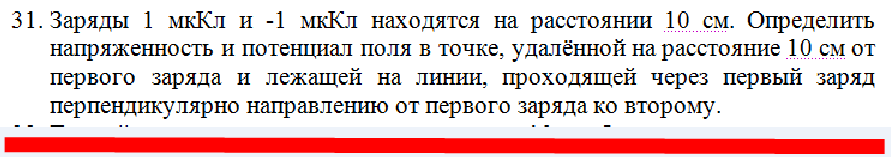 31. Заряды 1 мкКл и -1 мкКл находятся на расстоянии 10 см. Определить
напряженность и потенциал поля в точке, удалённой на расстояние 10 см от
первого заряда и лежащей на линии, проходящей через первый заряд
перпендикулярно направлению от первого заряда ко второму.